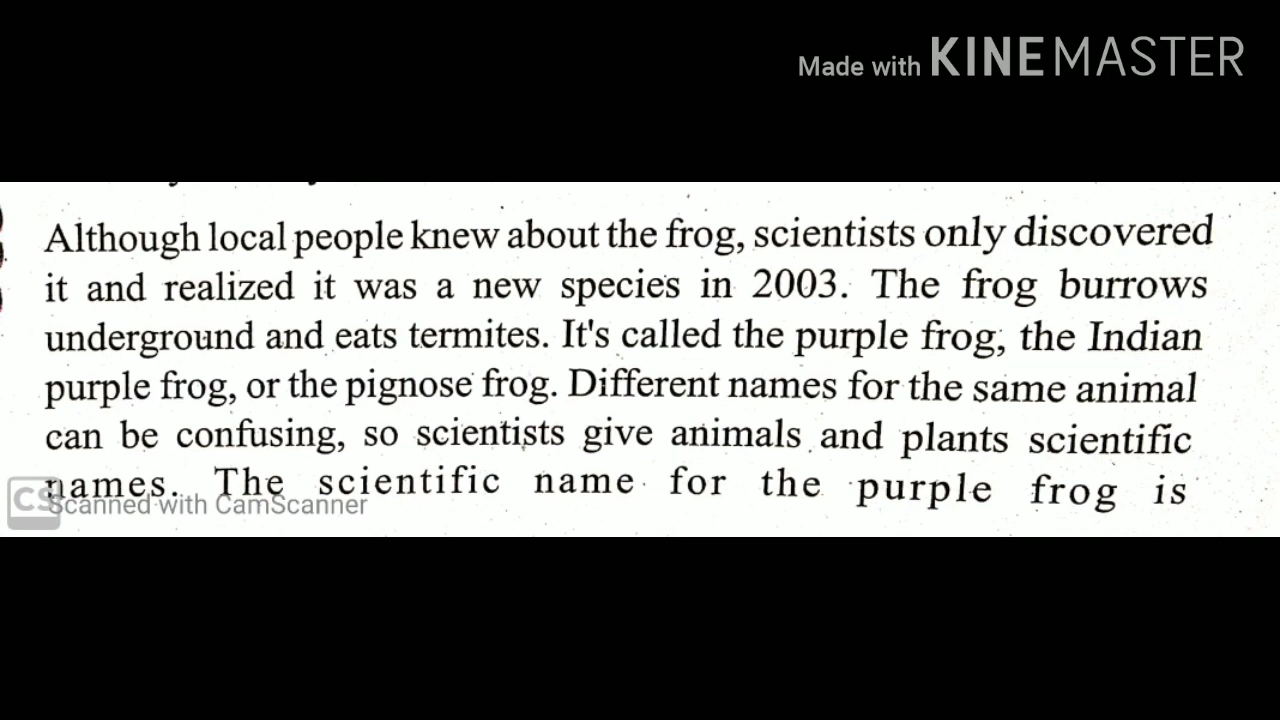 Made with KINEMASTER
Although local people knew about the frog, scientists only discovered
it and realized it was a new species in 2003. The frog burrows
underground and eats termites. It's called the purple frog, the Indian
purple frog, or the pignose frog. Different names for the same animal
can be confusing, so scientists give animals and plants scientific
names. The scientific name for the purple frog is
CS Scanned with CamScanner